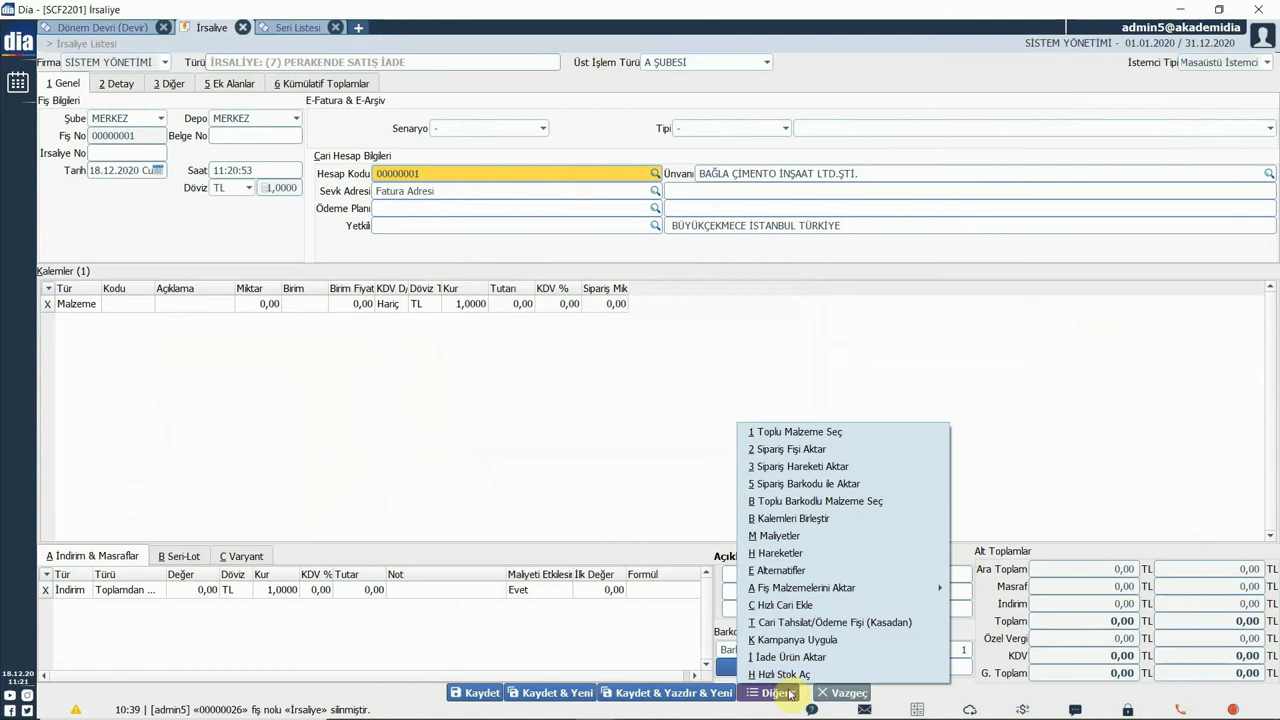 Dia - [SCF2201] İrsaliye
dia
Dönem Devri (Devir)
İrsaliye
Seri Listesi
admin5@akademidia
> İrsaliye Listesi
SİSTEM YÖNETİMİ - 01.01.2020 / 31.12.2020
Firma SİSTEM YÖNETİMİ
Türü İRSALİYE: (7) PERAKENDE SATIŞ İADE
Üst İşlem Türü A ŞUBESİ
İstemci Tipi Masaüstü İstemci
1 Genel
2 Detay
3 Diğer
5 Ek Alanlar
6 Kümülatif Toplamlar
Fiş Bilgileri
E-Fatura & E-Arşiv
Şube MERKEZ
Depo MERKEZ
Senaryo -
Tipi -
Fiş No 00000001
Belge No
İrsaliye No
Cari Hesap Bilgileri
Tarih 18.12.2020 Cu
Saat 11:20:53
Hesap Kodu 00000001
Ünvanı BAĞLA ÇİMENTO İNŞAAT LTD.ŞTİ.
Döviz TL 1,0000
Sevk Adresi Fatura Adresi
Ödeme Planı
Yetkili
BÜYÜKÇEKMECE İSTANBUL TÜRKİYE
Kalemler (1)
Tür Kodu Açıklama Miktar Birim Birim Fiyat KDV D/ Döviz T Kur Tutarı KDV % Sipariş Mik
X Malzeme 0,00 0,00 Hariç TL 1,0000 0,00 0,00 0,00
1 Toplu Malzeme Seç
2 Sipariş Fişi Aktar
3 Sipariş Hareketi Aktar
5 Sipariş Barkodu ile Aktar
B Toplu Barkodlu Malzeme Seç
B Kalemleri Birleştir
M Maliyetler
H Hareketler
E Alternatifler
A Fiş Malzemelerini Aktar
C Hızlı Cari Ekle
T Cari Tahsilat/Ödeme Fişi (Kasadan)
K Kampanya Uygula
İ İade Ürün Aktar
H Hızlı Stok Aç
A İndirim & Masraflar
B Seri-Lot
C Varyant
Tür Türü Değer Döviz Kur KDV % Tutar Not Maliyeti Etkilesin İlk Değer Formül
X İndirim Toplamdan ... 0,00 TL 1,0000 0,00 0,00 Evet 0,00
Açık
Barko
Bark
1
Alt Toplamlar
Ara Toplam 0,00 TL 0,00 TL
Masraf 0,00 TL 0,00 TL
İndirim 0,00 TL 0,00 TL
Toplam 0,00 TL 0,00 TL
Özel Vergi 0,00 TL 0,00 TL
KDV 0,00 TL 0,00 TL
G. Toplam 0,00 TL 0,00 TL
Kaydet
Kaydet & Yeni
Kaydet & Yazdır & Yeni
Diğer
Vazgeç
18.12.20
11:21
10:39 | [admin5] «00000026» fiş nolu «İrsaliye» silinmiştir.